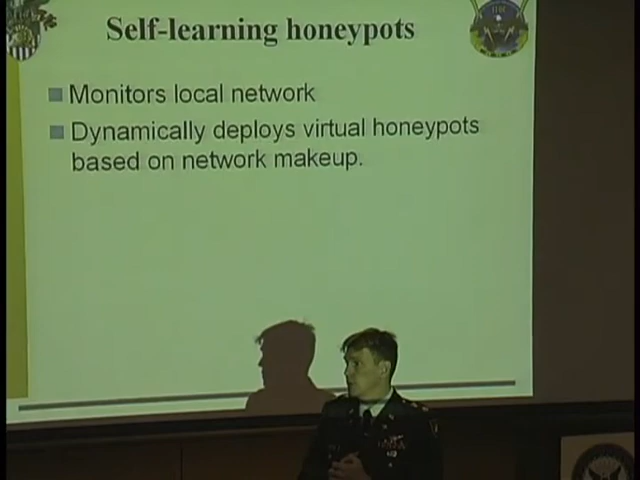 Self-learning honeypots
Monitors local network
Dynamically deploys virtual honeypots
based on network makeup.